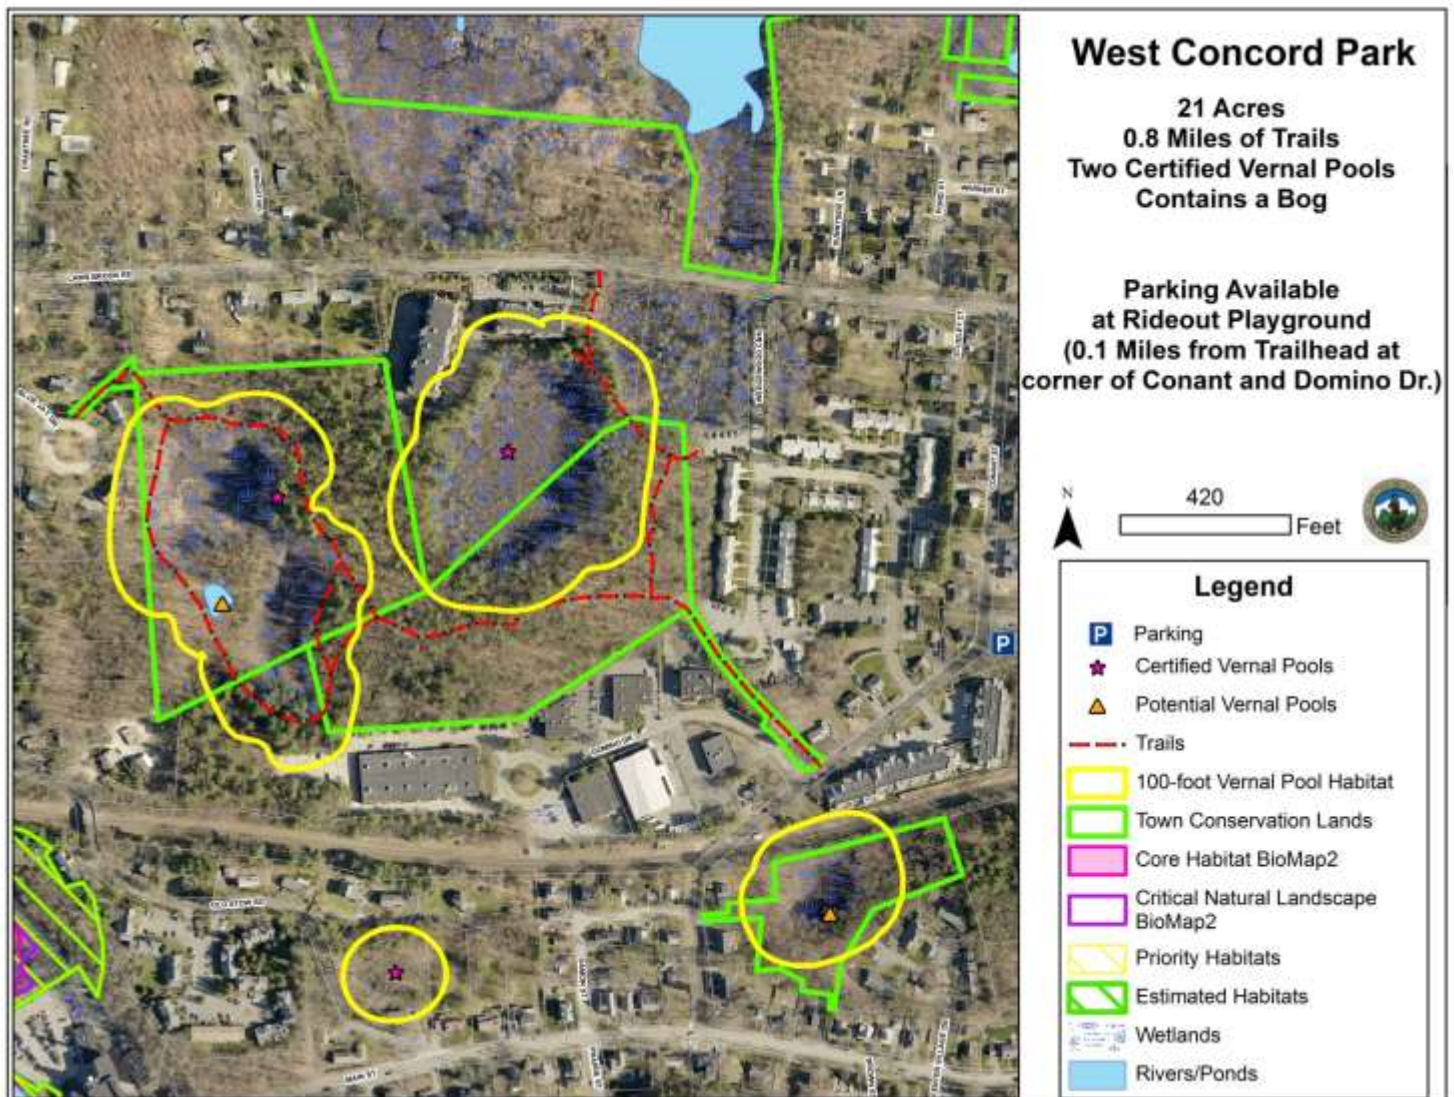 West Concord Park
21 Acres
0.8 Miles of Trails
Two Certified Vernal Pools
Contains a Bog
Parking Available
at Rideout Playground
(0.1 Miles from Trailhead at
corner of Conant and Domino Dr.)
N
420
Feet
Legend
P Parking
Certified Vernal Pools
Potential Vernal Pools
Trails
100-foot Vernal Pool Habitat
Town Conservation Lands
Core Habitat BioMap2
Critical Natural Landscape
BioMap2
Priority Habitats
Estimated Habitats
Wetlands
Rivers/Ponds
P
MAIN ST